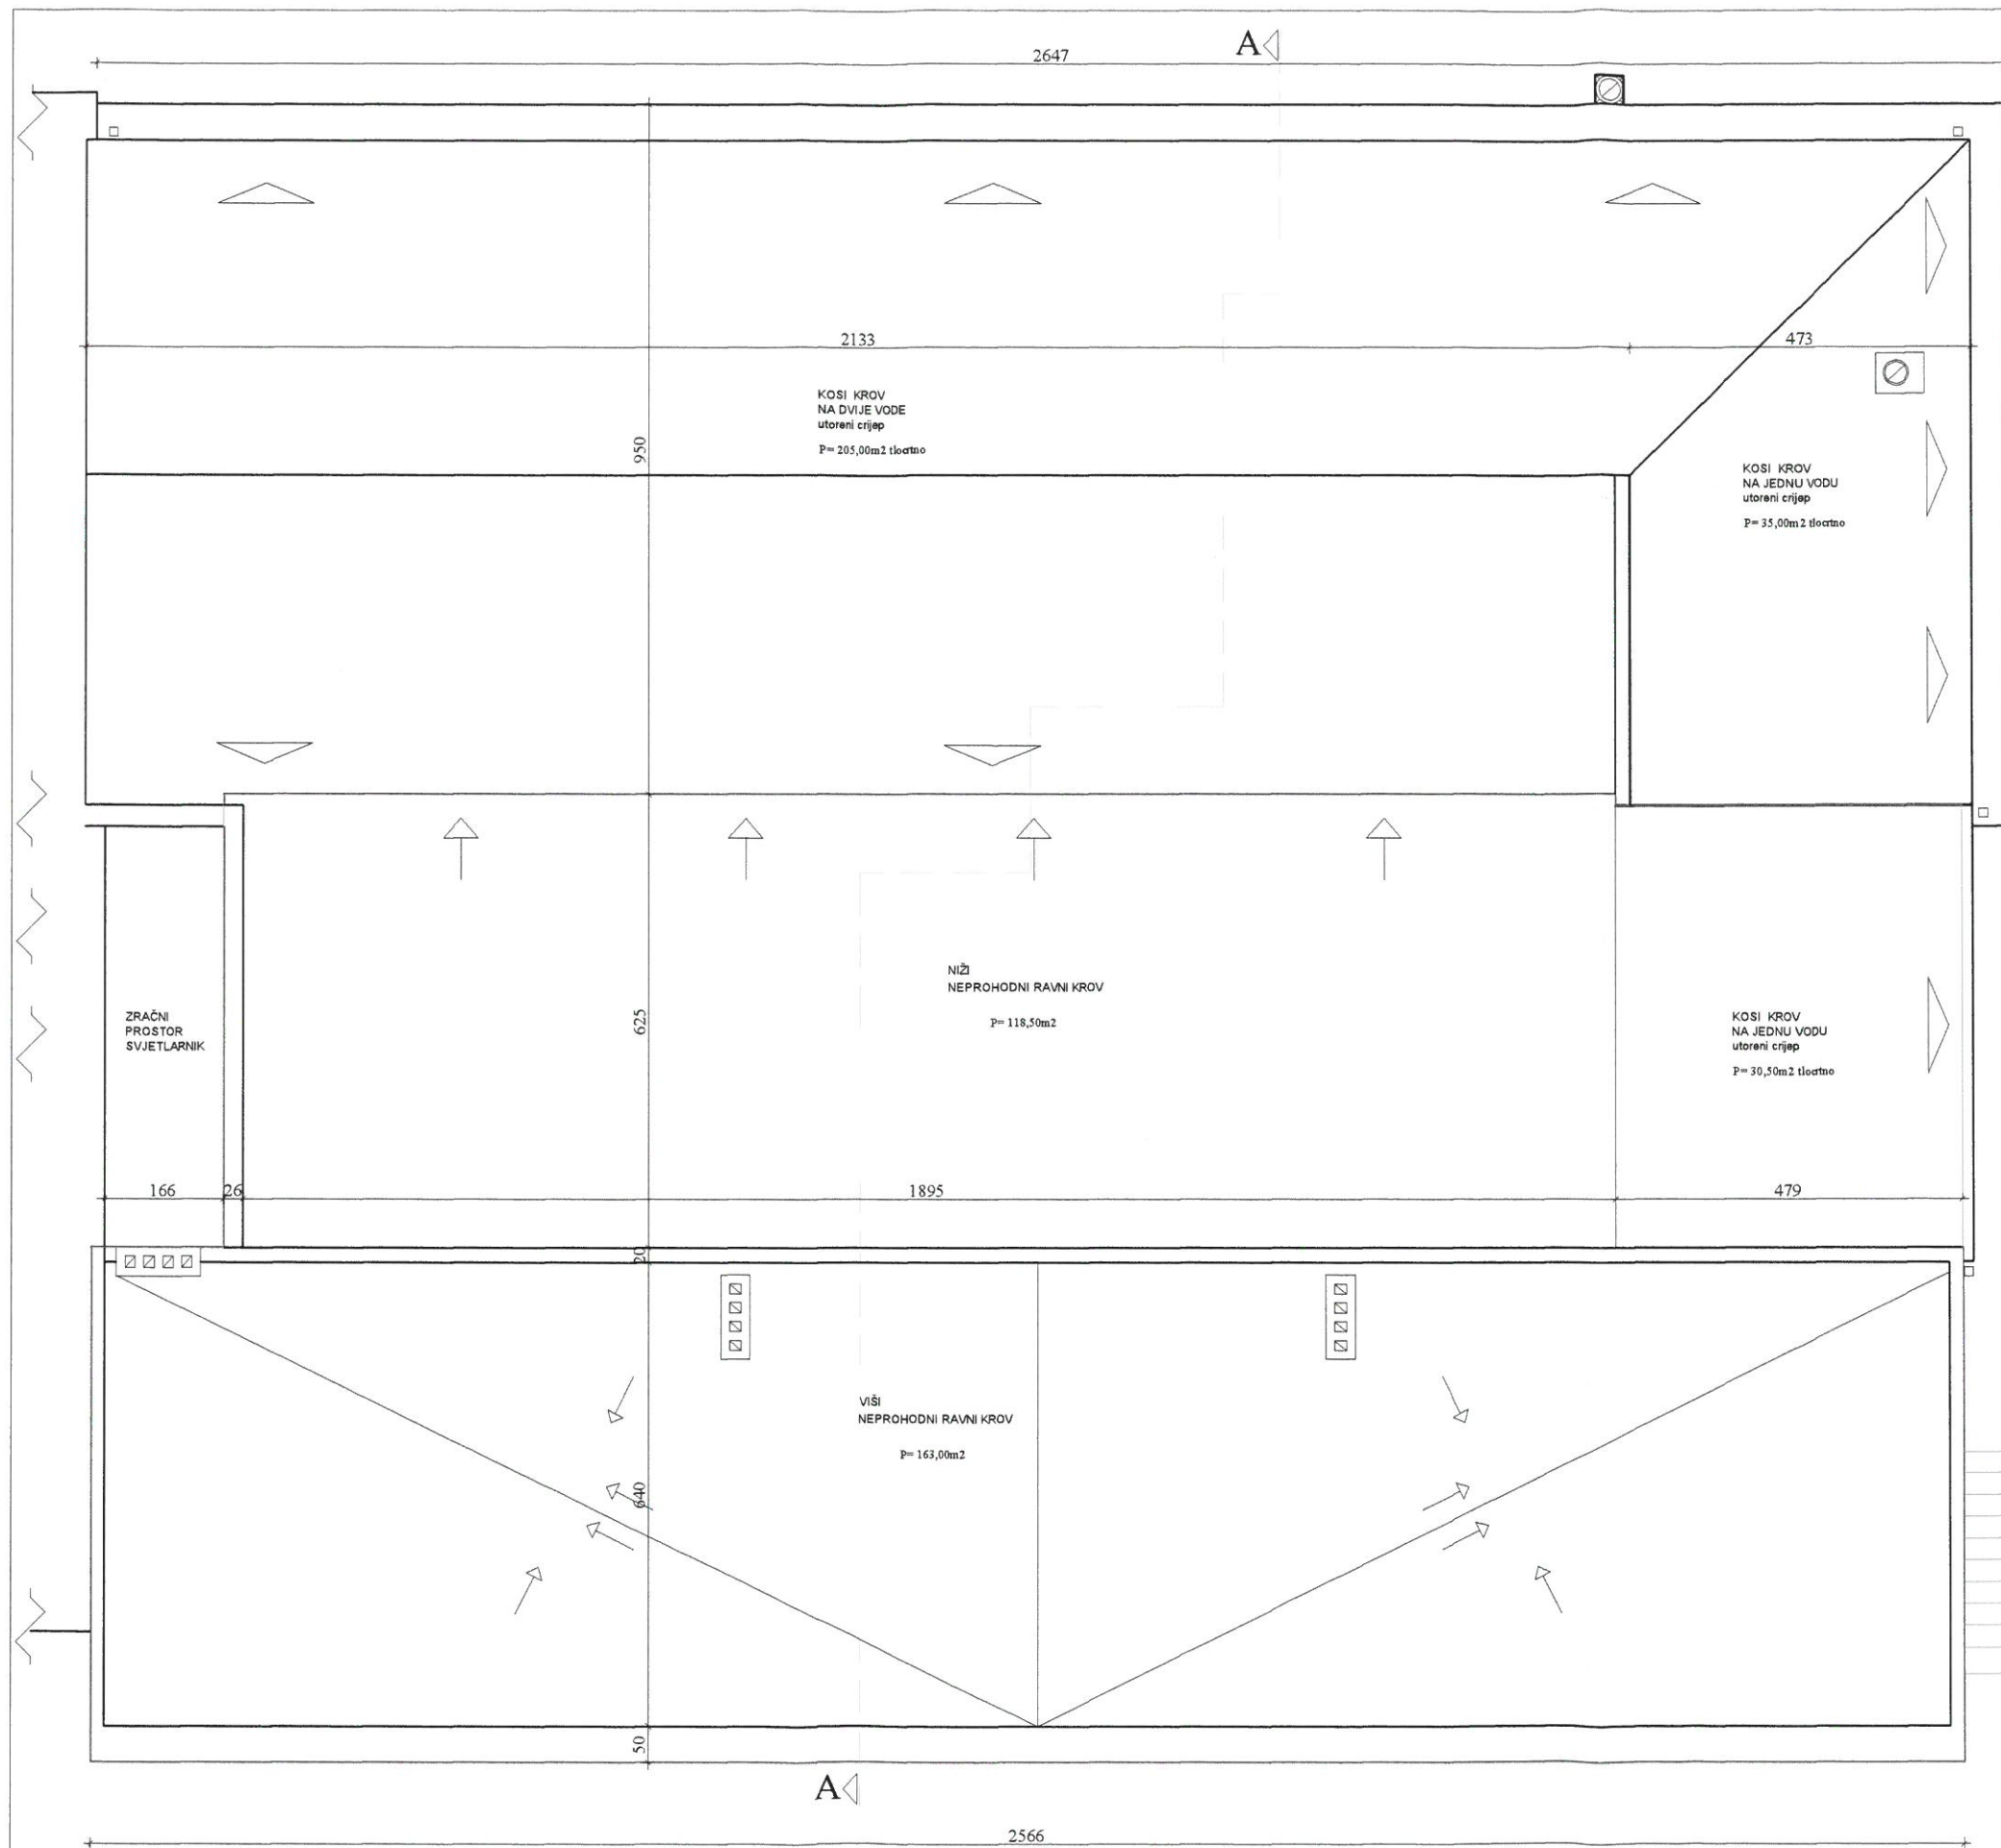 2647
A
2133
473
KOSI KROV
NA DVIJE VODE
utoreni crijep
P= 205,00m2 tlocrtno
950
KOSI KROV
NA JEDNU VODU
utoreni crijep
P= 35,00m2 tlocrtno
NIŽI
NEPROHODNI RAVNI KROV
P= 118,50m2
625
ZRAČNI
PROSTOR
SVJETLARNIK
KOSI KROV
NA JEDNU VODU
utoreni crijep
P= 30,50m2 tlocrtno
166
26
1895
479
20
VIŠI
NEPROHODNI RAVNI KROV
P= 163,00m2
640
50
A
2566